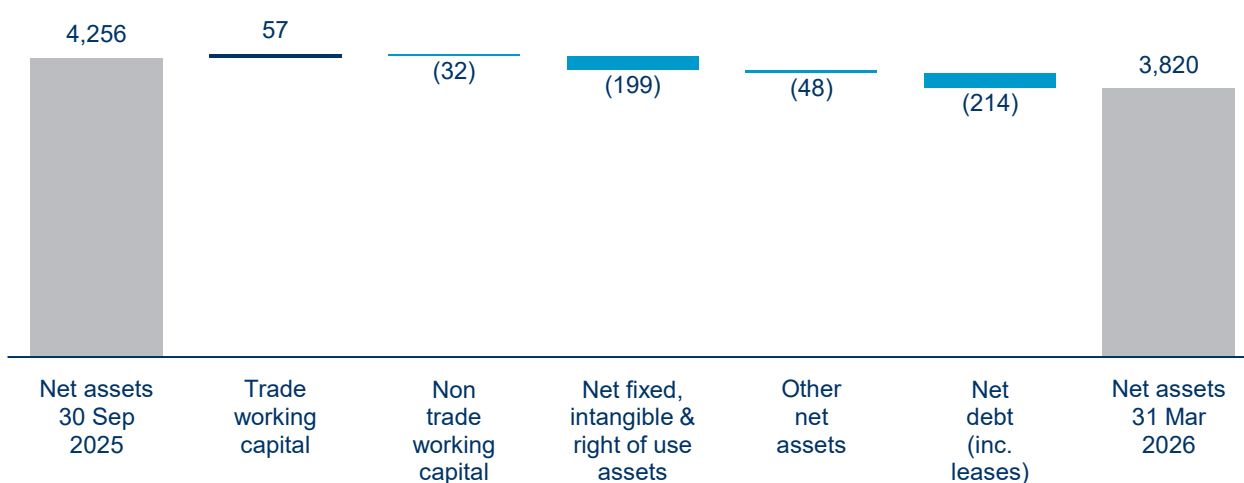 4,256
57
(32)
(199)
(48)
(214)
3,820
Net assets
30 Sep
2025
Trade
working
capital
Non
trade
working
capital
Net fixed,
intangible &
right of use
assets
Other
net
assets
Net
debt
(inc.
leases)
Net assets
31 Mar
2026